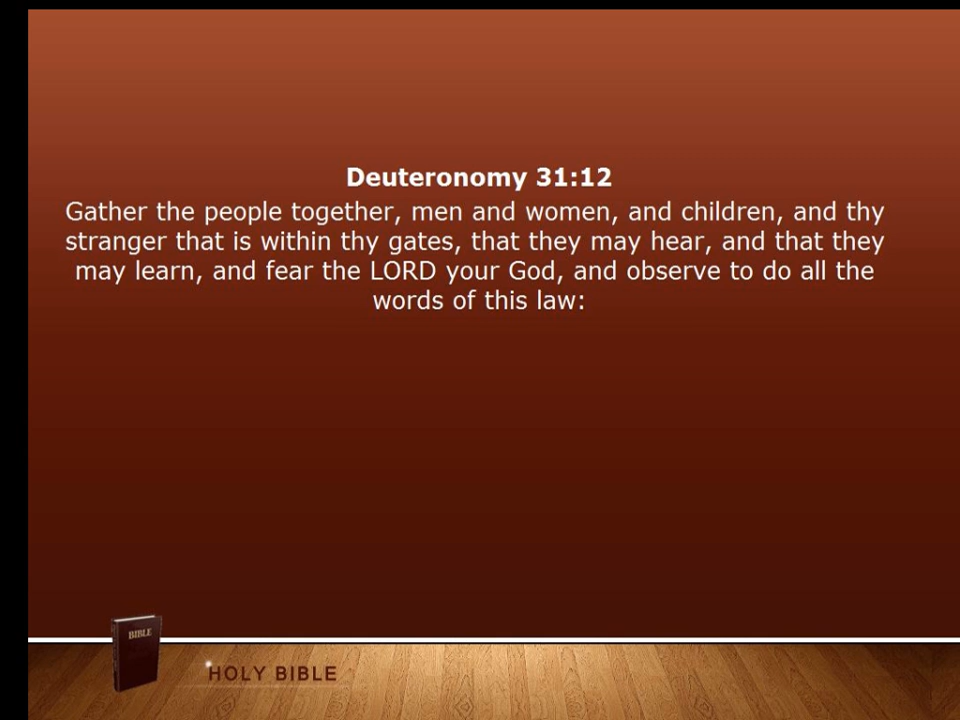 Deuteronomy 31:12
Gather the people together, men and women, and children, and thy
stranger that is within thy gates, that they may hear, and that they
may learn, and fear the LORD your God, and observe to do all the
words of this law:
BIBLE
HOLY BIBLE